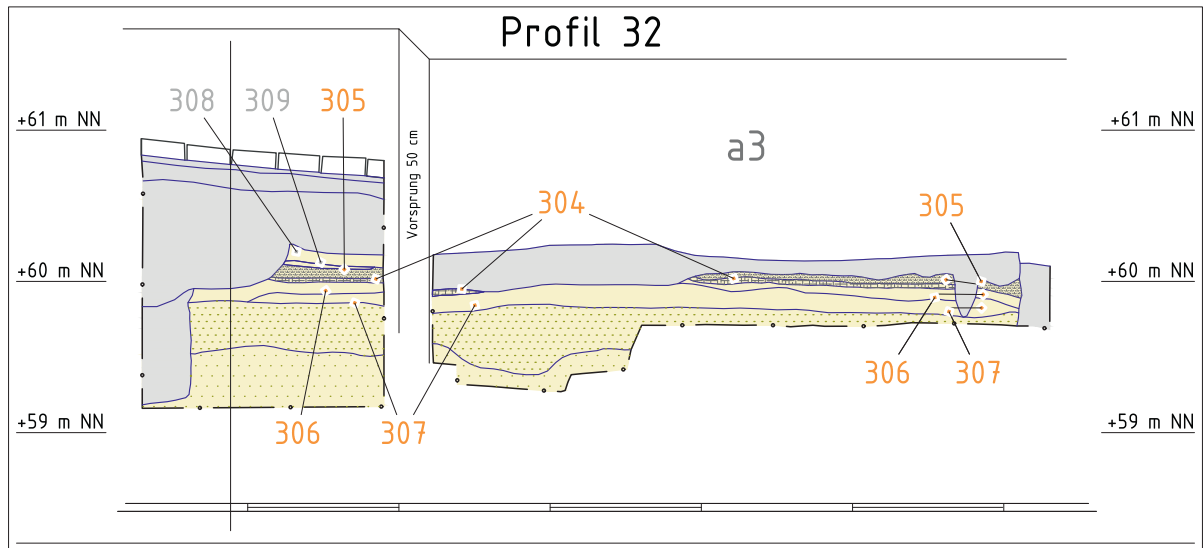 Profil 32
308 309 305
+61 m NN
+61 m NN
Vorsprung 50 cm
a3
304
305
+60 m NN
+60 m NN
306 307
306 307
+59 m NN
+59 m NN